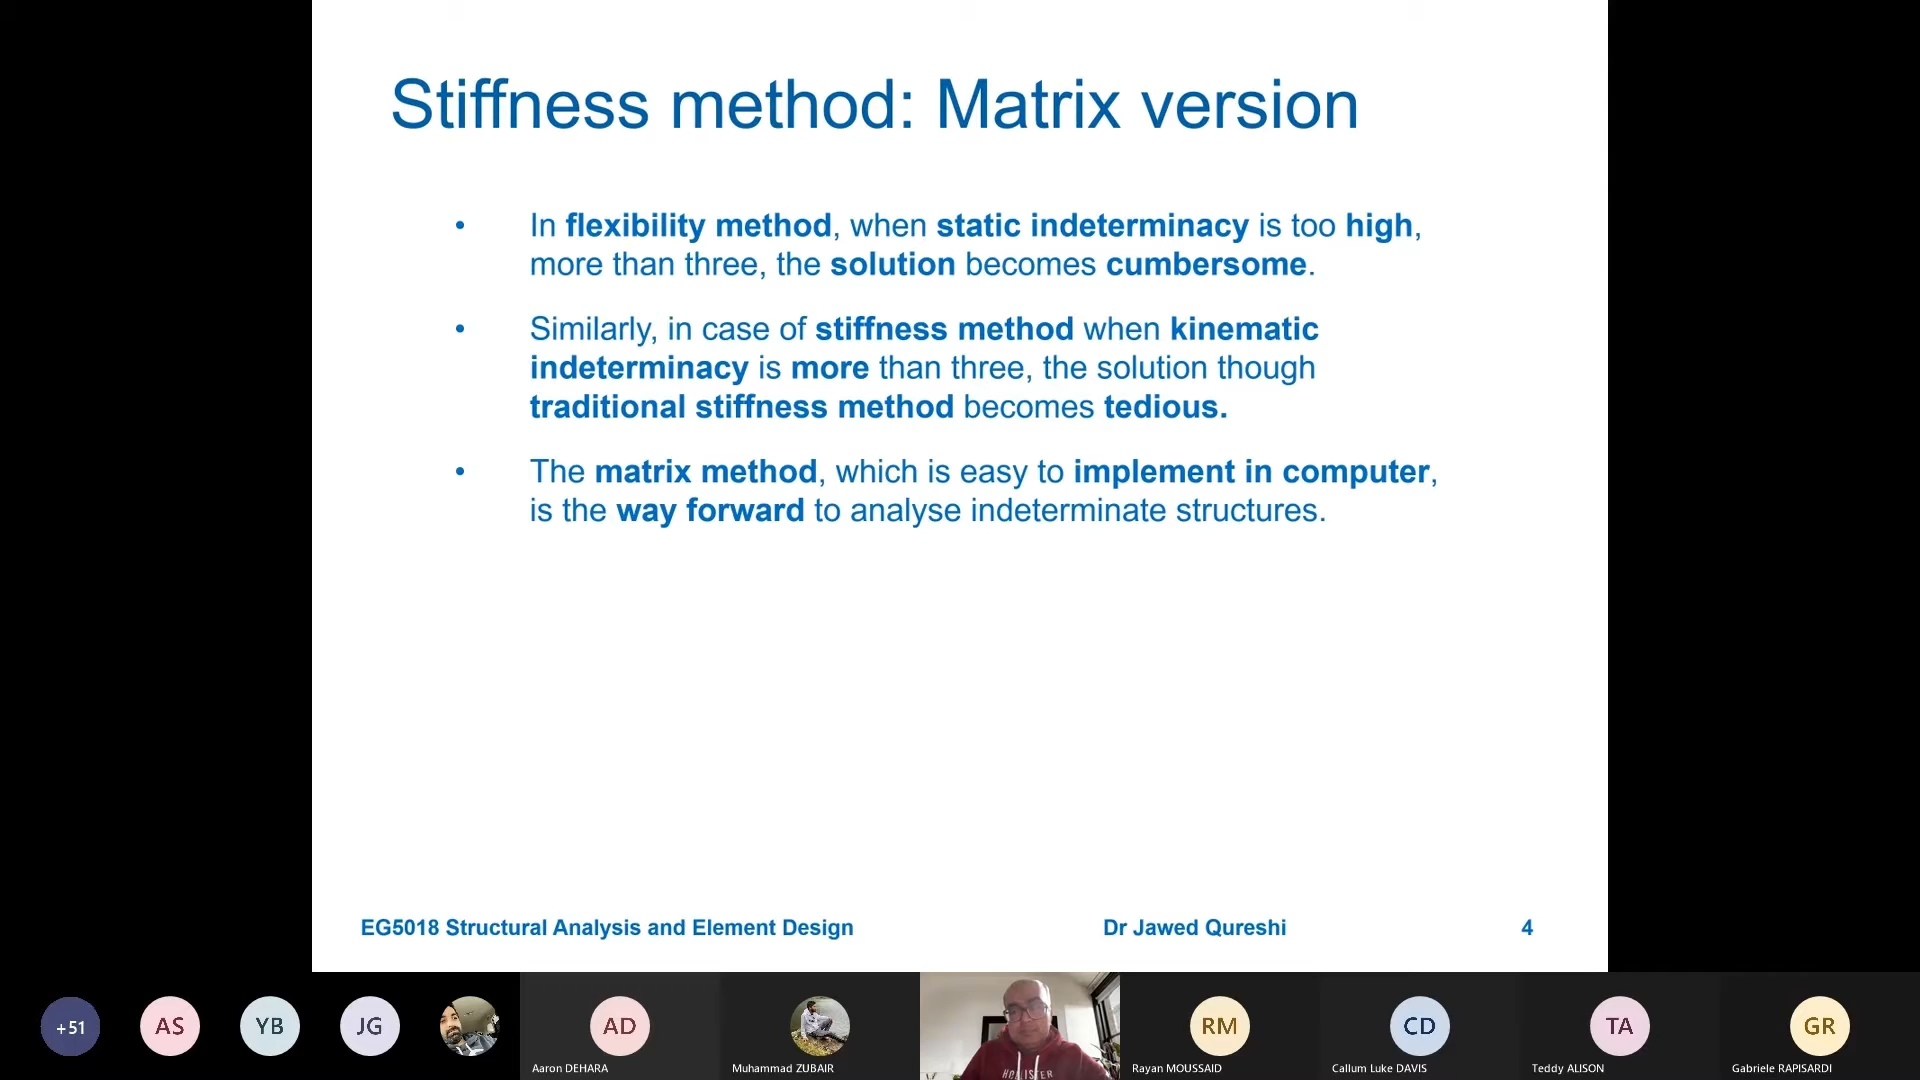 Stiffness method: Matrix version
• In flexibility method, when static indeterminacy is too high,
more than three, the solution becomes cumbersome.
• Similarly, in case of stiffness method when kinematic
indeterminacy is more than three, the solution though
traditional stiffness method becomes tedious.
• The matrix method, which is easy to implement in computer,
is the way forward to analyse indeterminate structures.
EG5018 Structural Analysis and Element Design
Dr Jawed Qureshi
4
+51
AS
YB
JG
AD
RM
CD
TA
GR
HOLLISTER
Aaron DEHARA
Muhammad ZUBAIR
Rayan MOUSSAID
Callum Luke DAVIS
Teddy ALISON
Gabriele RAPISARDI